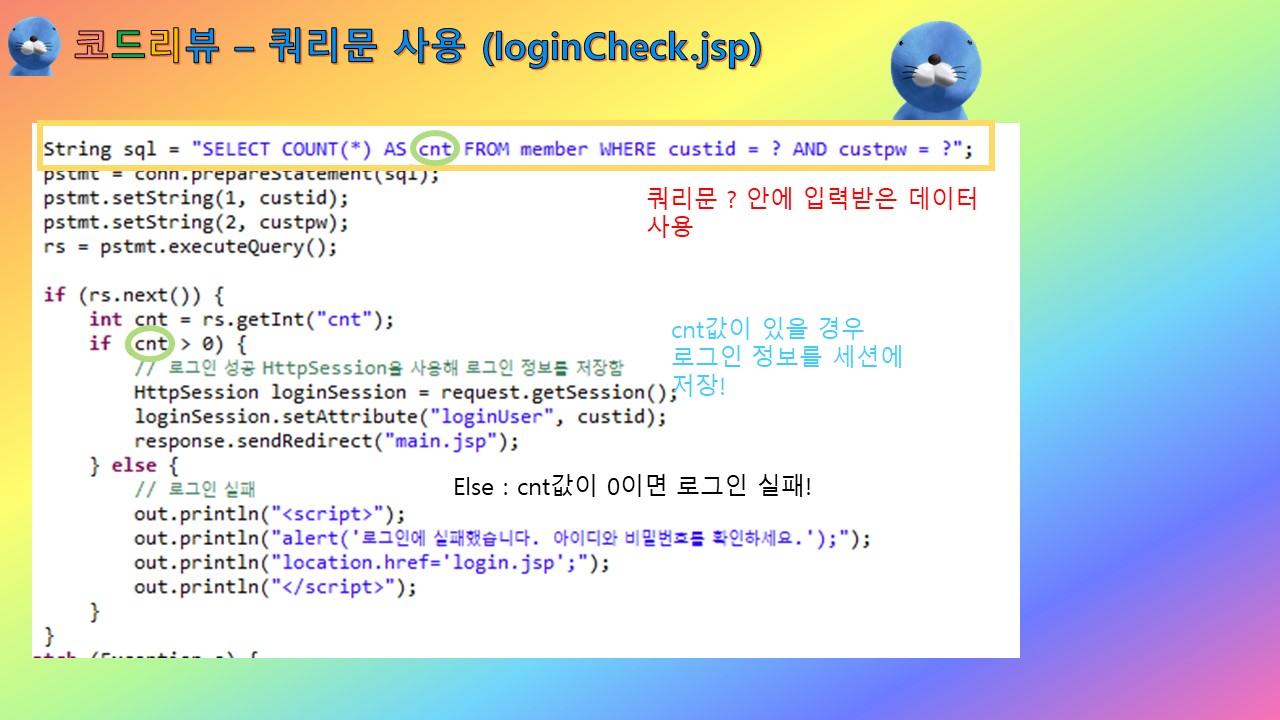 코드리뷰 – 쿼리문 사용 (loginCheck.jsp)
String sql = "SELECT COUNT(*) AS cnt FROM member WHERE custid = ? AND custpw = ?";
pstmt = conn.prepareStatement(sql);
pstmt.setString(1, custid);
pstmt.setString(2, custpw);
rs = pstmt.executeQuery();
쿼리문 ? 안에 입력받은 데이터
사용
if (rs.next()) {
int cnt = rs.getInt("cnt");
if (cnt > 0) {
// 로그인 성공 HttpSession을 사용해 로그인 정보를 저장함
HttpSession loginSession = request.getSession();
loginSession.setAttribute("loginUser", custid);
response.sendRedirect("main.jsp");
cnt값이 있을 경우
로그인 정보를 세션에
저장!
} else {
// 로그인 실패
Else : cnt값이 0이면 로그인 실패!
out.println("<script>");
out.println("alert('로그인에 실패했습니다. 아이디와 비밀번호를 확인하세요.');");
out.println("location.href='login.jsp';");
out.println("</script>");
}
}
catch (Exception e) {